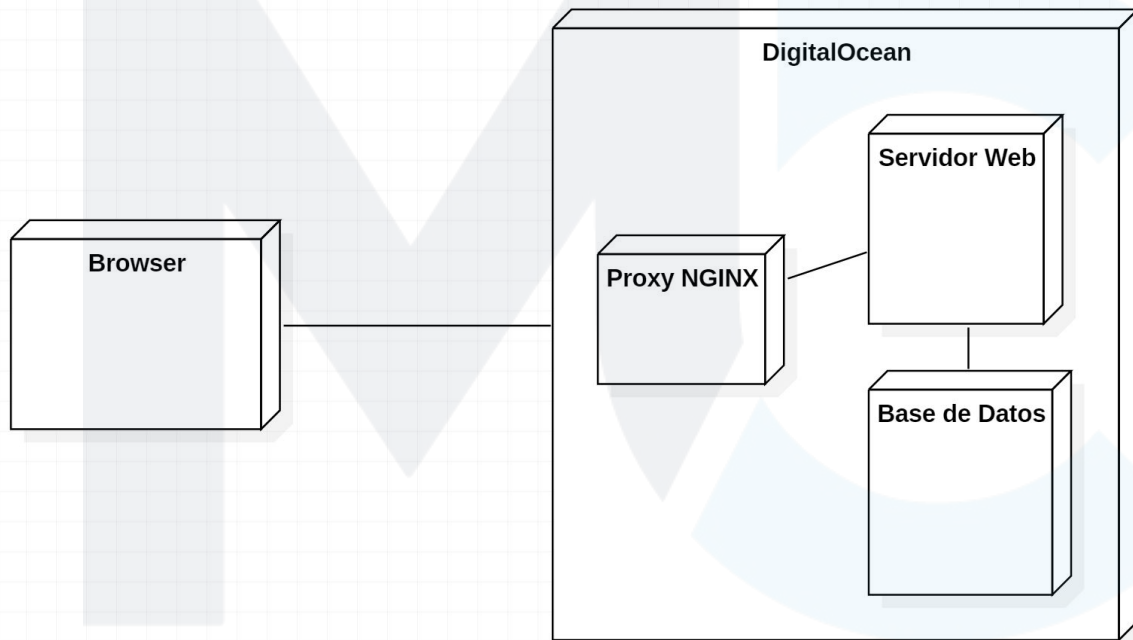 DigitalOcean
Servidor Web
Browser
Proxy NGINX
Base de Datos